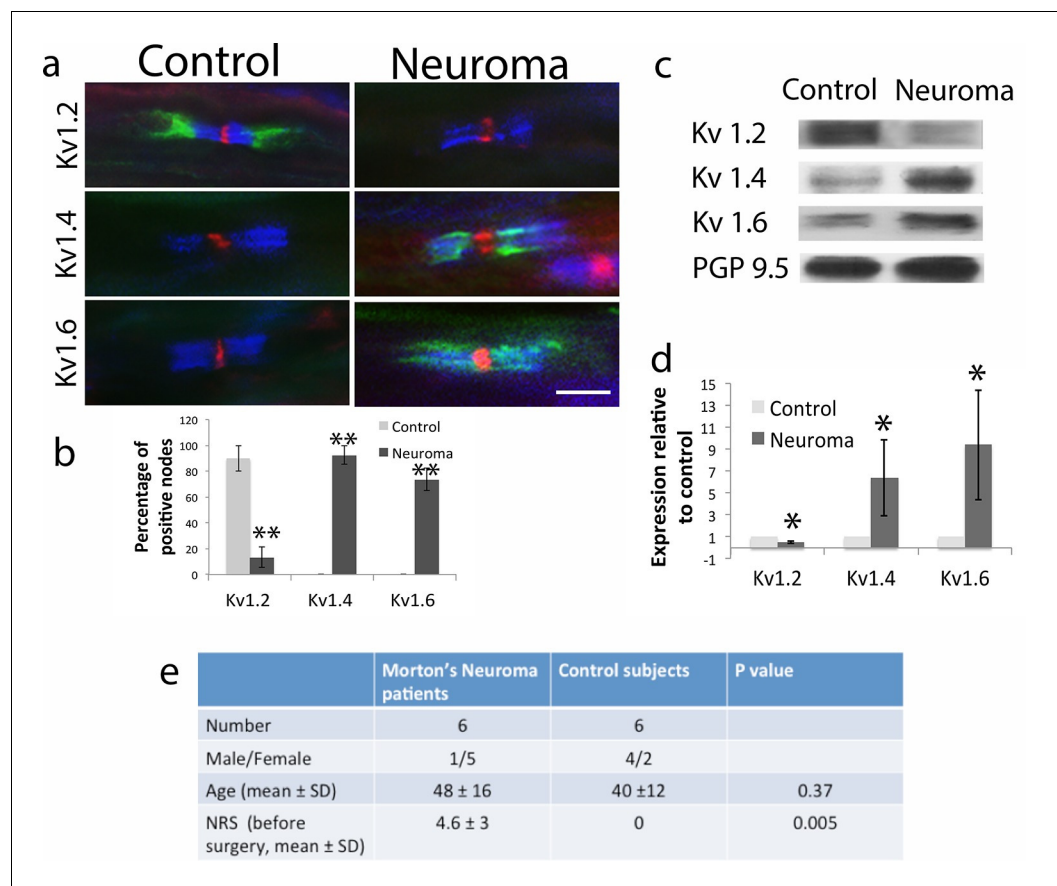 a
Control
Neuroma
Kv1.2
Kv1.4
Kv1.6
b
Percentage of
positive nodes
120
100
80
60
40
20
0
Control
Neuroma
**
**
**
Kv1.2
Kv1.4
Kv1.6
c
Control
Neuroma
Kv 1.2
Kv 1.4
Kv 1.6
PGP 9.5
d
Expression relative
to control
15
13
11
9
7
5
3
1
-1
Control
Neuroma
*
*
*
Kv1.2
Kv1.4
Kv1.6
e
Morton's Neuroma
patients
Control subjects
P value
Number
6
6
Male/Female
1/5
4/2
Age (mean ± SD)
48 ± 16
40 ±12
0.37
NRS (before
surgery, mean ± SD)
4.6 ± 3
0
0.005